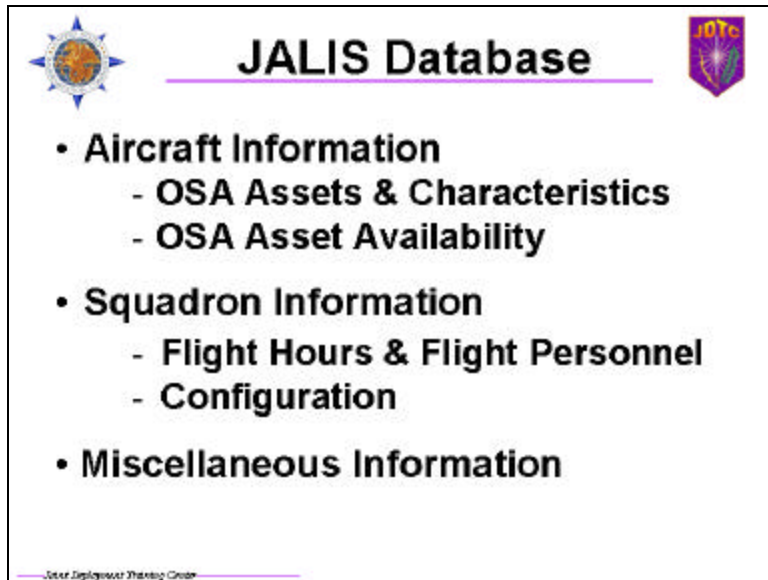 JALIS Database
JDTC
• Aircraft Information
- OSA Assets & Characteristics
- OSA Asset Availability
• Squadron Information
- Flight Hours & Flight Personnel
- Configuration
• Miscellaneous Information
Joint Deployment Training Center